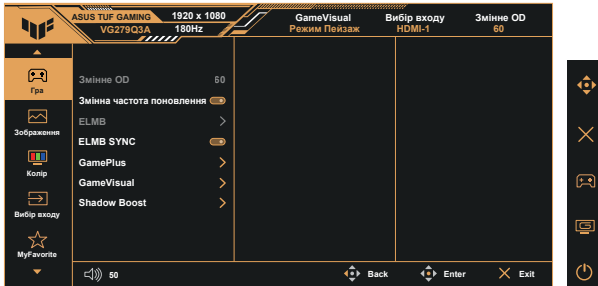 ASUS TUF GAMING 1920 x 1080
VG279Q3A 180Hz
GameVisual
Режим Пейзаж
Вибір входу
HDMI-1
Змінне OD
60
Гра
Зображення
Колір
Вибір входу
MyFavorite
Змінне OD 60
Змінна частота поновлення
ELMB
ELMB SYNC
GamePlus
GameVisual
Shadow Boost
50
Back
Enter
Exit